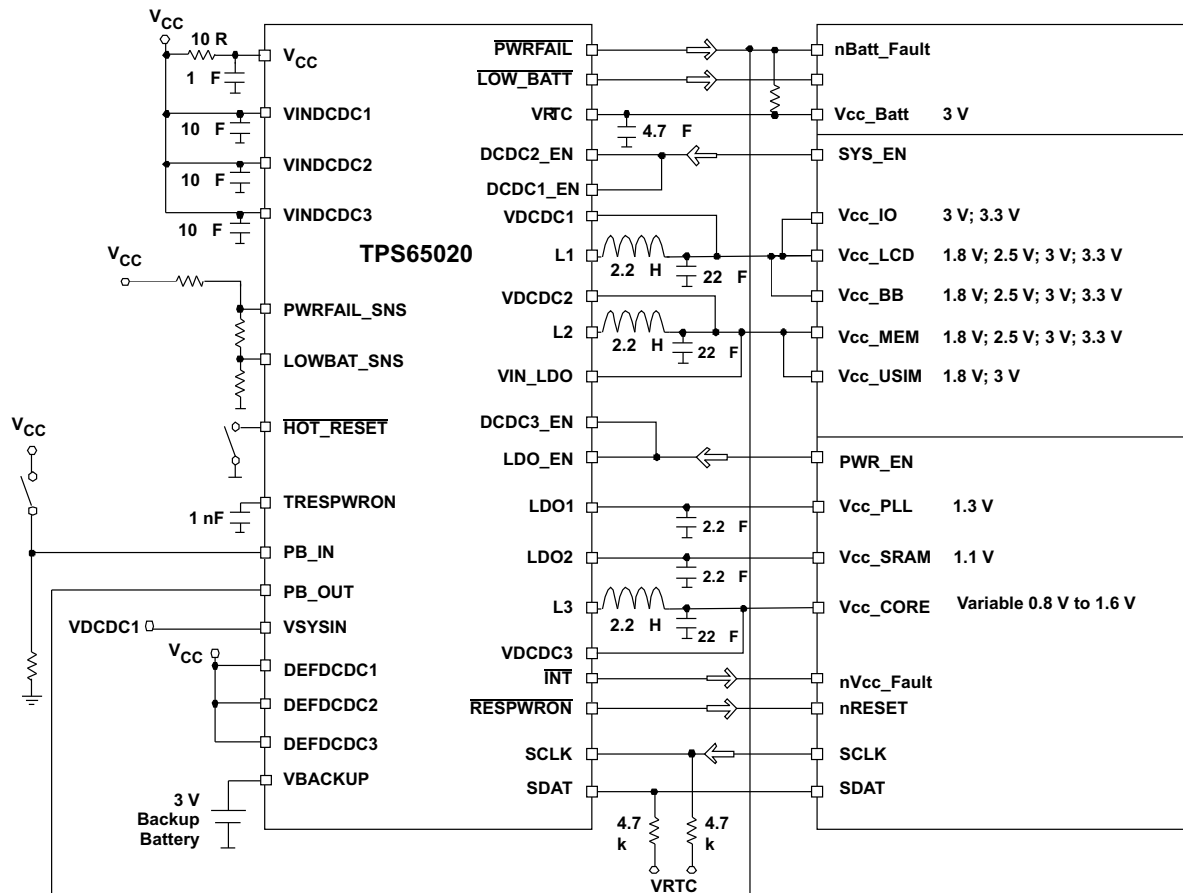 VCC
10 R
1 F
10 F
10 F
10 F
VCC
VCC
1 nF
VDCDC1
VCC
3 V
Backup
Battery
TPS65020
VCC
VINDCDC1
VINDCDC2
VINDCDC3
PWRFAIL_SNS
LOWBAT_SNS
HOT_RESET
TRESPWRON
PB_IN
PB_OUT
VSYSIN
DEFDCDC1
DEFDCDC2
DEFDCDC3
VBACKUP
PWRFAIL
LOW_BATT
VRTC
DCDC2_EN
DCDC1_EN
VDCDC1
L1
VDCDC2
L2
VIN_LDO
DCDC3_EN
LDO_EN
LDO1
LDO2
L3
VDCDC3
INT
RESPWRON
SCLK
SDAT
4.7 F
2.2 H
22 F
2.2 H
22 F
2.2 F
2.2 F
2.2 H
22 F
4.7
k
4.7
k
VRTC
nBatt_Fault
Vcc_Batt 3 V
SYS_EN
Vcc_IO 3 V; 3.3 V
Vcc_LCD 1.8 V; 2.5 V; 3 V; 3.3 V
Vcc_BB 1.8 V; 2.5 V; 3 V; 3.3 V
Vcc_MEM 1.8 V; 2.5 V; 3 V; 3.3 V
Vcc_USIM 1.8 V; 3 V
PWR_EN
Vcc_PLL 1.3 V
Vcc_SRAM 1.1 V
Vcc_CORE Variable 0.8 V to 1.6 V
nVcc_Fault
nRESET
SCLK
SDAT